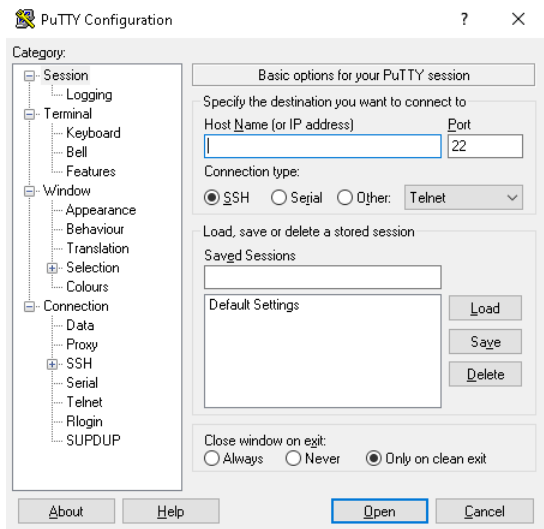 PuTTY Configuration
?
Category:
Session
Logging
Terminal
Keyboard
Bell
Features
Window
Appearance
Behaviour
Translation
Selection
Colours
Connection
Data
Proxy
SSH
Serial
Telnet
Rlogin
SUPDUP
Basic options for your PuTTY session
Specify the destination you want to connect to
Host Name (or IP address) Port
22
Connection type:
SSH Serial Other: Telnet
Load, save or delete a stored session
Saved Sessions
Default Settings
Load
Save
Delete
Close window on exit:
Always Never Only on clean exit
About Help Open Cancel